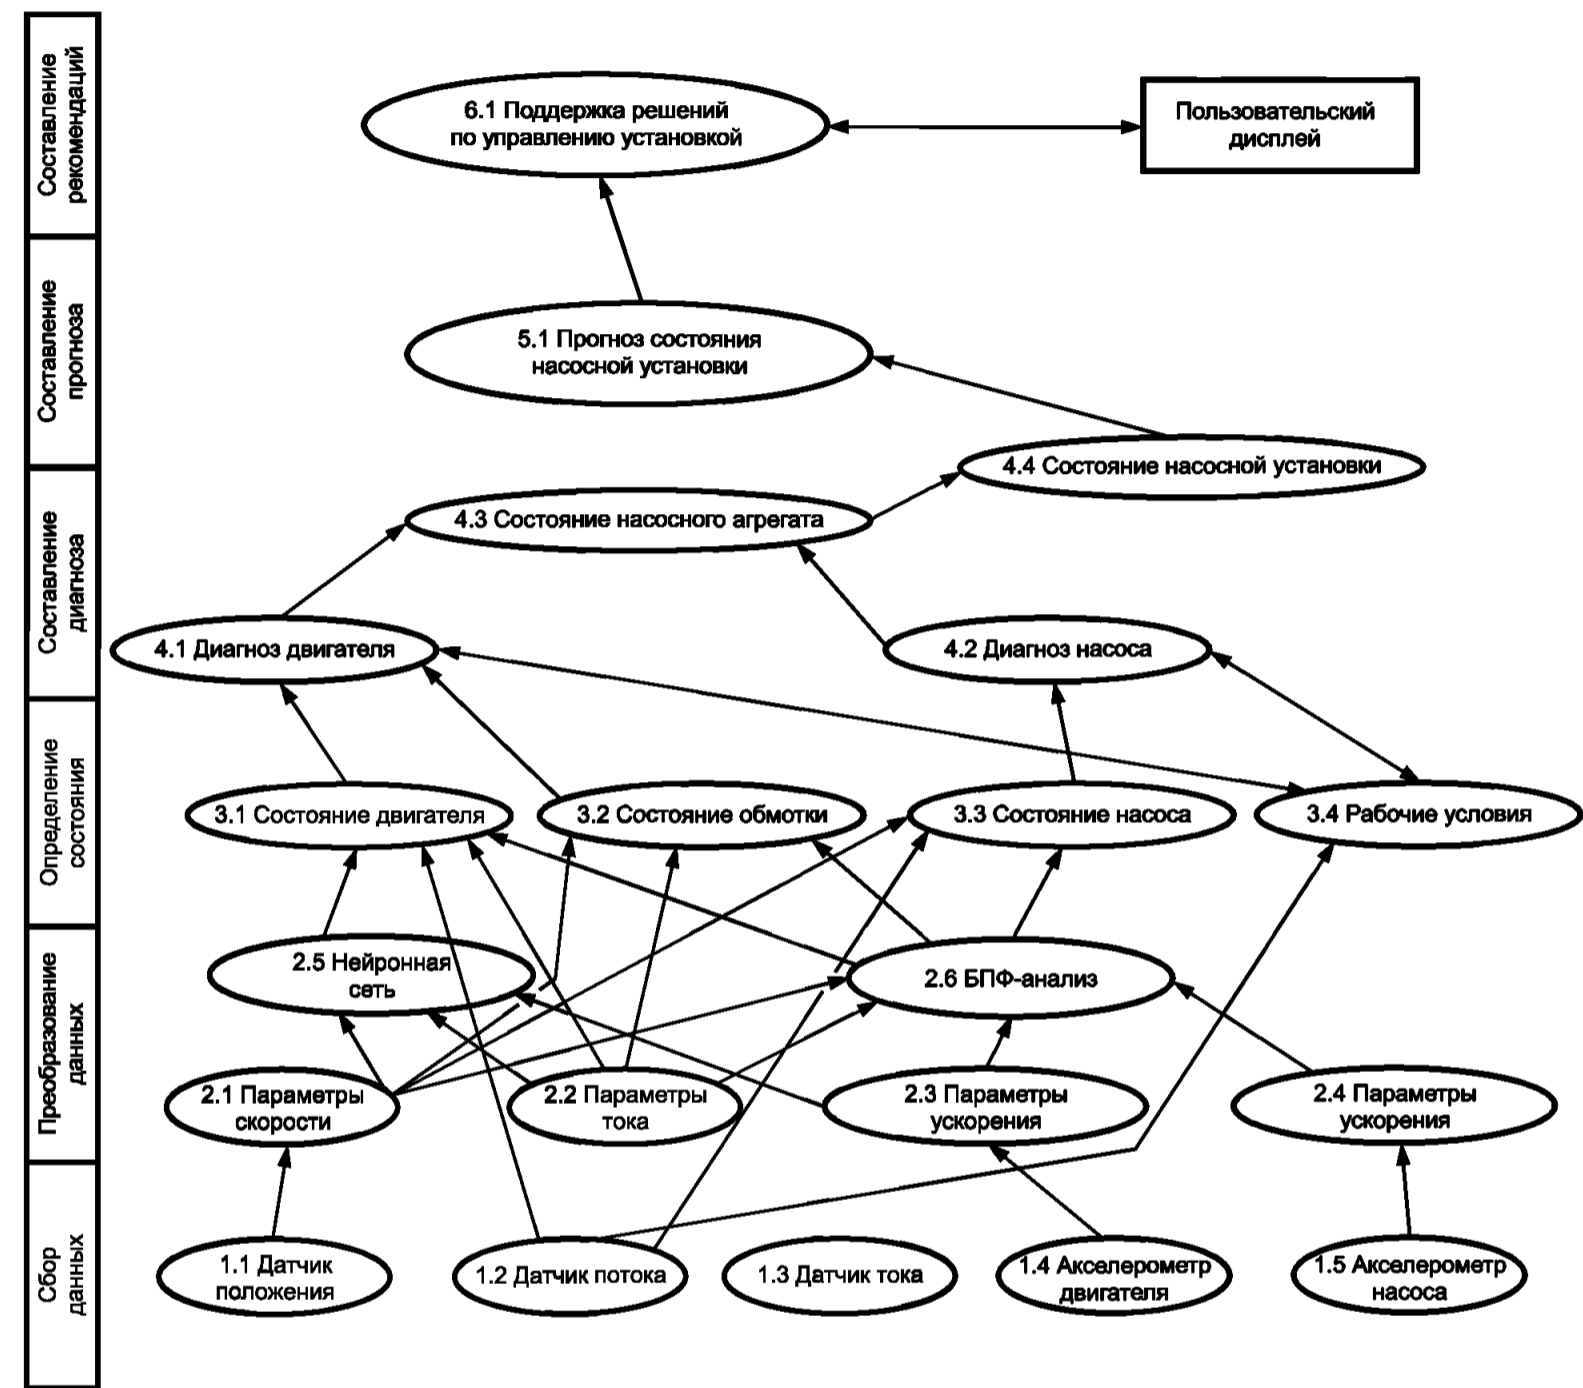 Составление
рекомендаций
6.1 Поддержка решений
по управлению установкой
Пользовательский
дисплей
Составление
прогноза
5.1 Прогноз состояния
насосной установки
4.4 Состояние насосной установки
Составление
диагноза
4.3 Состояние насосного агрегата
4.1 Диагноз двигателя
4.2 Диагноз насоса
Определение
состояния
3.1 Состояние двигателя
3.2 Состояние обмотки
3.3 Состояние насоса
3.4 Рабочие условия
Преобразование
данных
2.5 Нейронная
сеть
2.6 БПФ-анализ
2.1 Параметры
скорости
2.2 Параметры
тока
2.3 Параметры
ускорения
2.4 Параметры
ускорения
Сбор
данных
1.1 Датчик
положения
1.2 Датчик потока
1.3 Датчик тока
1.4 Акселерометр
двигателя
1.5 Акселерометр
насоса